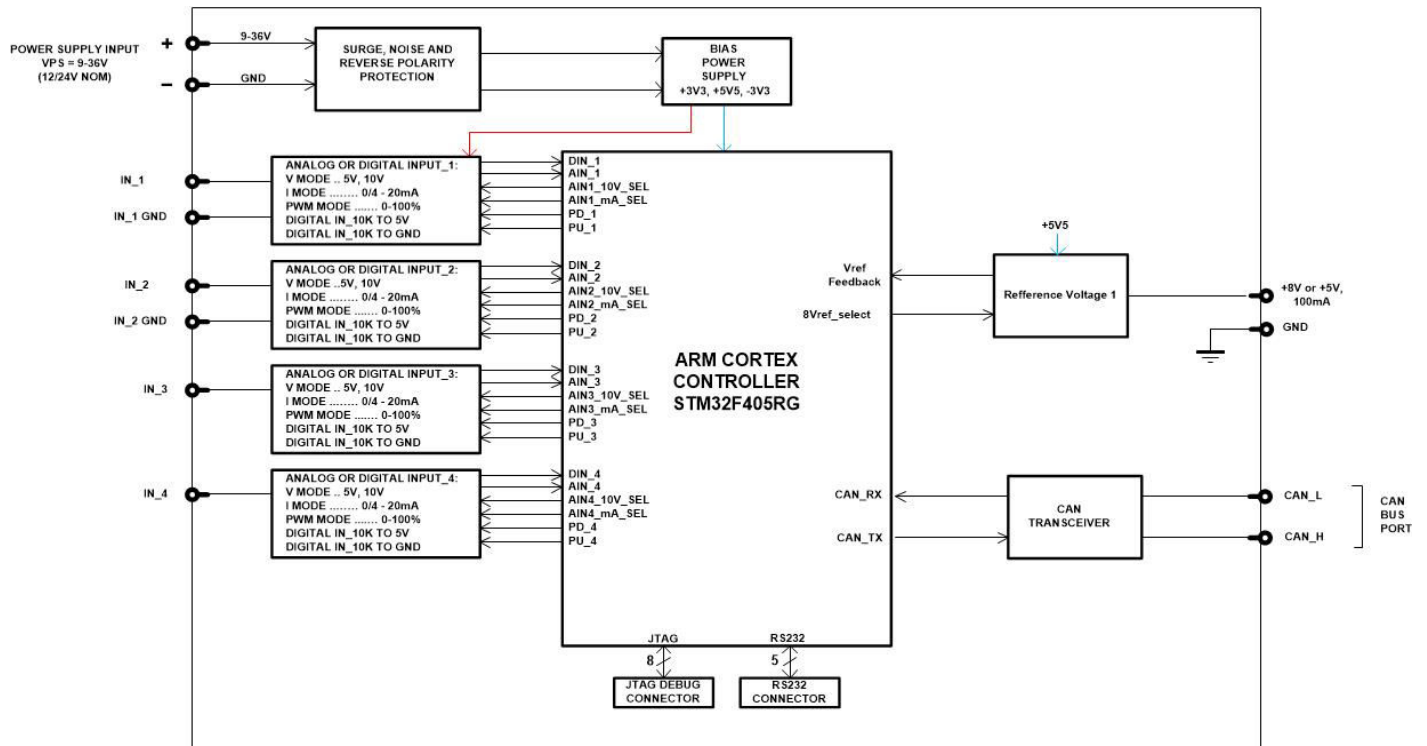 POWER SUPPLY INPUT
VPS = 9-36V
(12/24V NOM)
+
9-36V
−
GND
SURGE, NOISE AND
REVERSE POLARITY
PROTECTION
BIAS
POWER
SUPPLY
+3V3, +5V5, -3V3
IN_1
IN_1 GND
ANALOG OR DIGITAL INPUT_1:
V MODE .. 5V, 10V
I MODE ........ 0/4 - 20mA
PWM MODE ....... 0-100%
DIGITAL IN_10K TO 5V
DIGITAL IN_10K TO GND
DIN_1
AIN_1
AIN1_10V_SEL
AIN1_mA_SEL
PD_1
PU_1
IN_2
IN_2 GND
ANALOG OR DIGITAL INPUT_2:
V MODE ..5V, 10V
I MODE ........ 0/4 - 20mA
PWM MODE ....... 0-100%
DIGITAL IN_10K TO 5V
DIGITAL IN_10K TO GND
DIN_2
AIN_2
AIN2_10V_SEL
AIN2_mA_SEL
PD_2
PU_2
IN_3
ANALOG OR DIGITAL INPUT_3:
V MODE .. 5V, 10V
I MODE ........ 0/4 - 20mA
PWM MODE ....... 0-100%
DIGITAL IN_10K TO 5V
DIGITAL IN_10K TO GND
DIN_3
AIN_3
AIN3_10V_SEL
AIN3_mA_SEL
PD_3
PU_3
IN_4
ANALOG OR DIGITAL INPUT_4:
V MODE .. 5V, 10V
I MODE ........ 0/4 - 20mA
PWM MODE ....... 0-100%
DIGITAL IN_10K TO 5V
DIGITAL IN_10K TO GND
DIN_4
AIN_4
AIN4_10V_SEL
AIN4_mA_SEL
PD_4
PU_4
ARM CORTEX
CONTROLLER
STM32F405RG
Vref
Feedback
8Vref_select
+5V5
Refference Voltage 1
+8V or +5V,
100mA
GND
CAN_RX
CAN_TX
CAN
TRANSCEIVER
CAN_L
CAN_H
CAN
BUS
PORT
JTAG
8
JTAG DEBUG
CONNECTOR
RS232
5
RS232
CONNECTOR